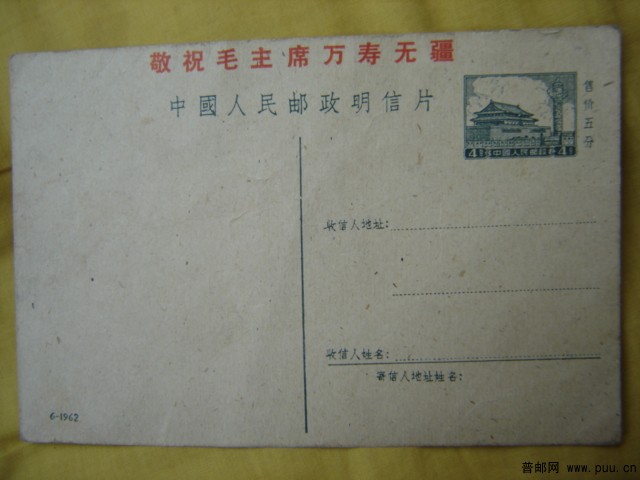 敬祝毛主席万寿无疆
中國人民邮政明信片
售价五分
4分中國人民邮政4分
收信人地址:
收信人姓名:
寄信人地址姓名:
6-1962
普邮网 www.puu.cn